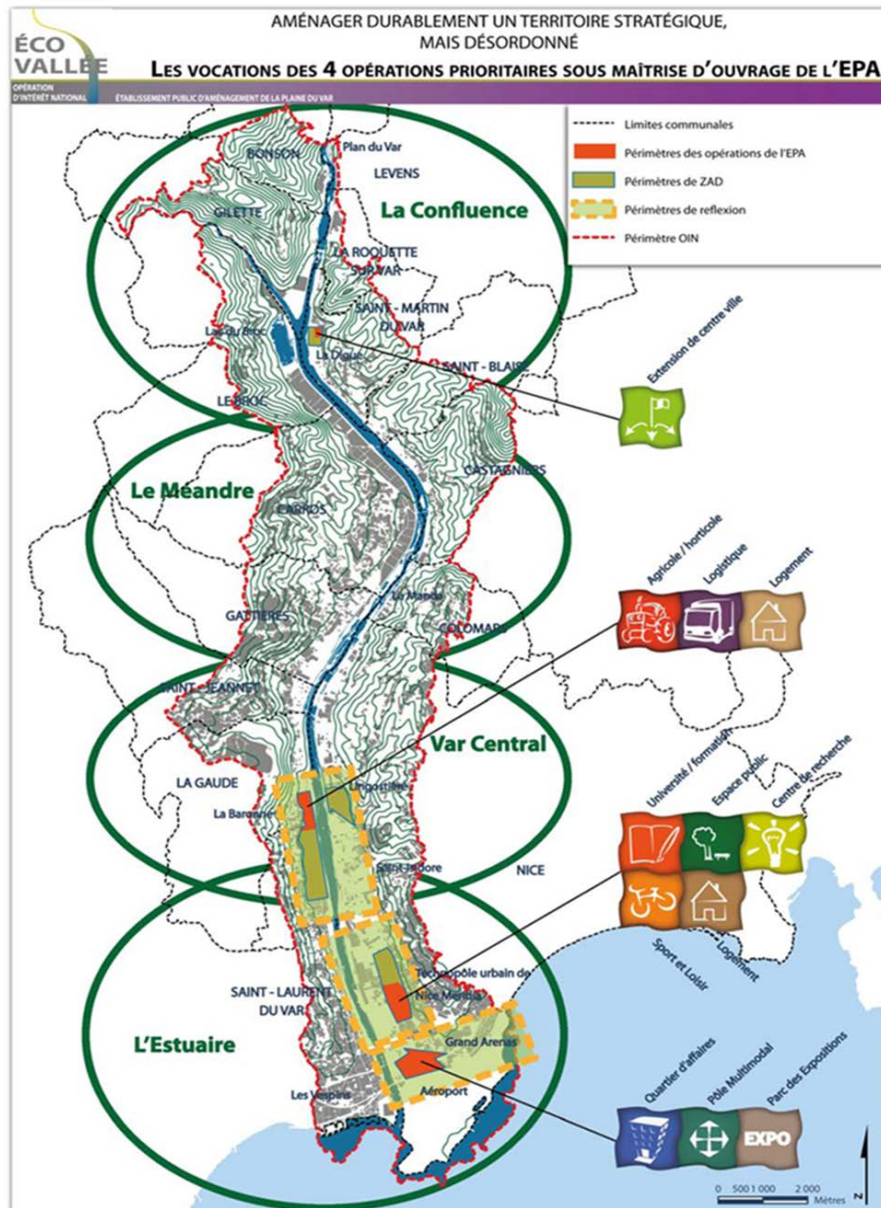 AMÉNAGER DURABLEMENT UN TERRITOIRE STRATÉGIQUE,
MAIS DÉSORDONNÉ
ÉCO
VALLÉE
LES VOCATIONS DES 4 OPÉRATIONS PRIORITAIRES SOUS MAÎTRISE D'OUVRAGE DE L'EPA
OPÉRATION
D'INTÉRÊT NATIONAL
ÉTABLISSEMENT PUBLIC D'AMÉNAGEMENT DE LA PLAINE DU VAR
Limites communales
Périmètres des opérations de l'EPA
Périmètres de ZAD
Périmètres de reflexion
Périmètre OIN
Plan du Var
BONSON
LEVENS
GILETTE
La Confluence
LA ROQUETTE
SUR VAR
SAINT - MARTIN
DU VAR
Lac du Broc
La Digue
SAINT - BLAISE
LE BROC
Extension de centre ville
CASTAGNIERS
Le Meandre
CARROS
La Manda
GATTIERES
COLOMARS
Agricole / horticole
Logistique
Logement
SAINT - JEANNET
Var Central
LA GAUDE
Lingostière
La Baronne
Saint-Isidore
NICE
Université / formation
Espace public
Centre de recherche
Sport et Loisir
Logement
SAINT - LAURENT
DU VAR
Technopôle urbain de
Nice Méridia
L'Estuaire
Grand Arenas
Aéroport
Les Vespins
Quartier d'affaires
Pôle Multimodal
Parc des Expositions
EXPO
0 500 1 000 2 000
Mètres
N